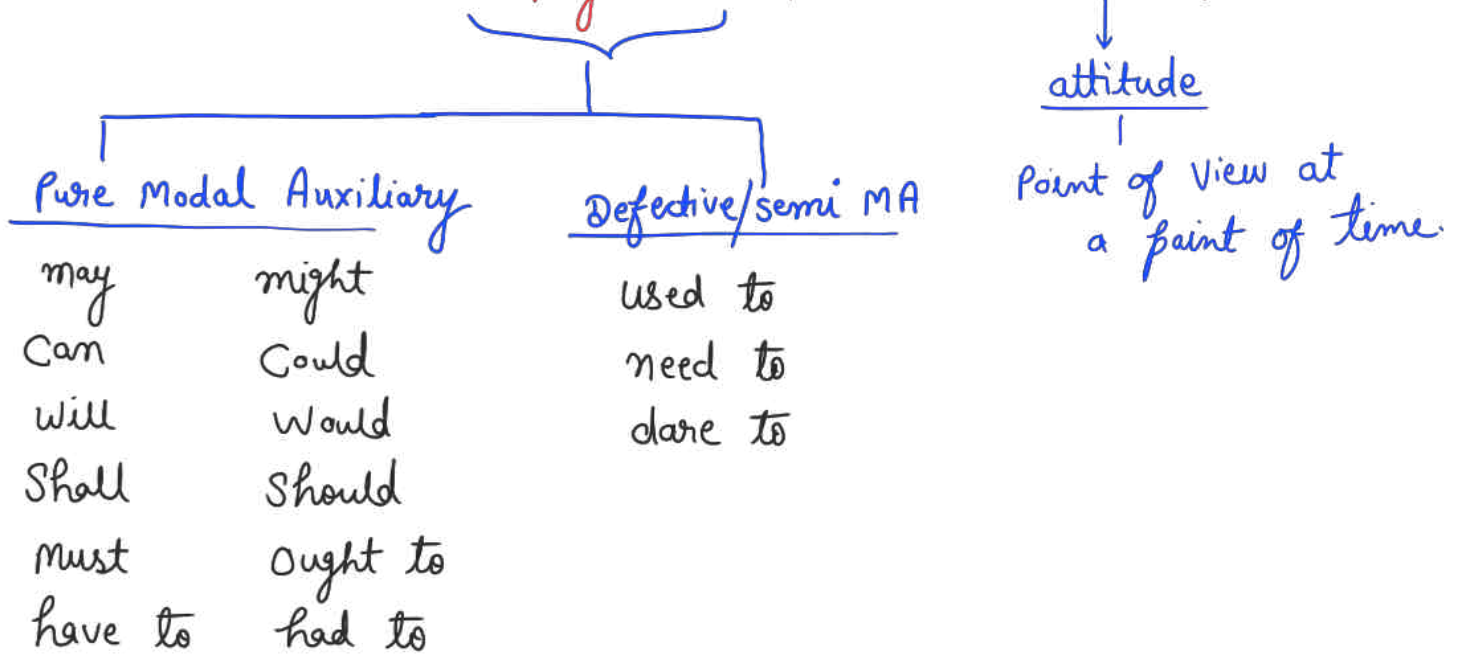 attitude
Point of View at
a paint of time.
Pure Modal Auxiliary
Defective/semi MA
may might
Can Could
Will Would
Shall Should
Must Ought to
have to had to
used to
need to
dare to